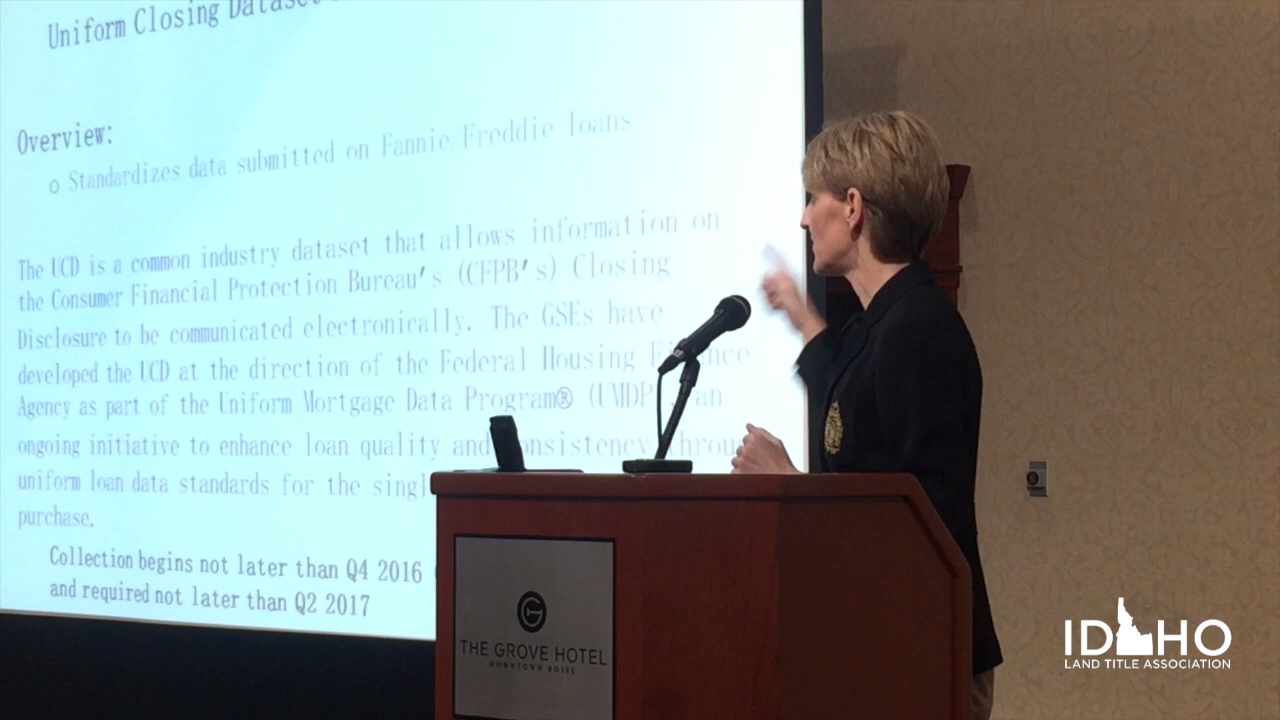 Uniform Closing Dataset
Overview:
o Standardizes data submitted on Fannie/Freddie loans
The UCD is a common industry dataset that allows information on
the Consumer Financial Protection Bureau's (CFPB's) Closing
Disclosure to be communicated electronically. The GSEs have
developed the UCD at the direction of the Federal Housing Finance
Agency as part of the Uniform Mortgage Data Program® (UMDP an
ongoing initiative to enhance loan quality and consistency
uniform loan data standards for the
purchase.
Collection begins not later than Q4 2016
and required not later than Q2 2017
THE GROVE HOTEL
DOWNTOWN BOISE
IDAHO
LAND TITLE ASSOCIATION